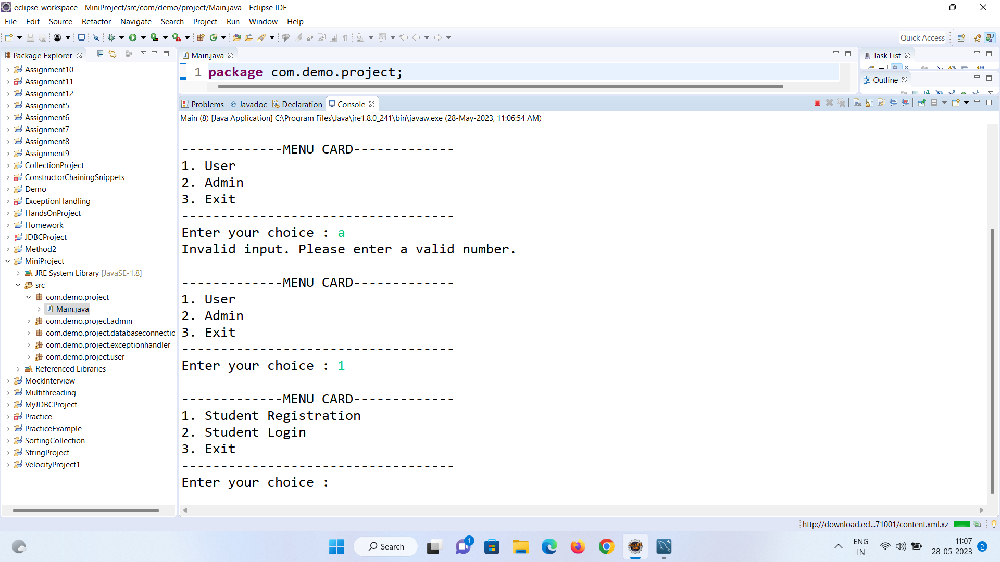 eclipse-workspace - MiniProject/src/com/demo/project/Main.java - Eclipse IDE
File Edit Source Refactor Navigate Search Project Run Window Help
Quick Access
Package Explorer
Assignment10
Assignment11
Assignment12
Assignment5
Assignment6
Assignment7
Assignment8
Assignment9
CollectionProject
ConstructorChainingSnippets
Demo
ExceptionHandling
HandsOnProject
Homework
JDBCProject
Method2
MiniProject
JRE System Library [JavaSE-1.8]
src
com.demo.project
Main.java
com.demo.project.admin
com.demo.project.databaseconnectio
com.demo.project.exceptionhandler
com.demo.project.user
Referenced Libraries
MockInterview
Multithreading
MyJDBCProject
Practice
PracticeExample
SortingCollection
StringProject
VelocityProject1
Main.java
1 package com.demo.project;
Task List
Outline
Problems @ Javadoc Declaration Console
Main (8) [Java Application] C:\Program Files\Java\jre1.8.0_241\bin\javaw.exe (28-May-2023, 11:06:54 AM)
-------------MENU CARD-------------
1. User
2. Admin
3. Exit
-----------------------------------
Enter your choice : a
Invalid input. Please enter a valid number.
-------------MENU CARD-------------
1. User
2. Admin
3. Exit
-----------------------------------
Enter your choice : 1
-------------MENU CARD-------------
1. Student Registration
2. Student Login
3. Exit
-----------------------------------
Enter your choice :
http://download.ecl...71001/content.xml.xz
Search
1
ENG
IN
11:07
28-05-2023
2